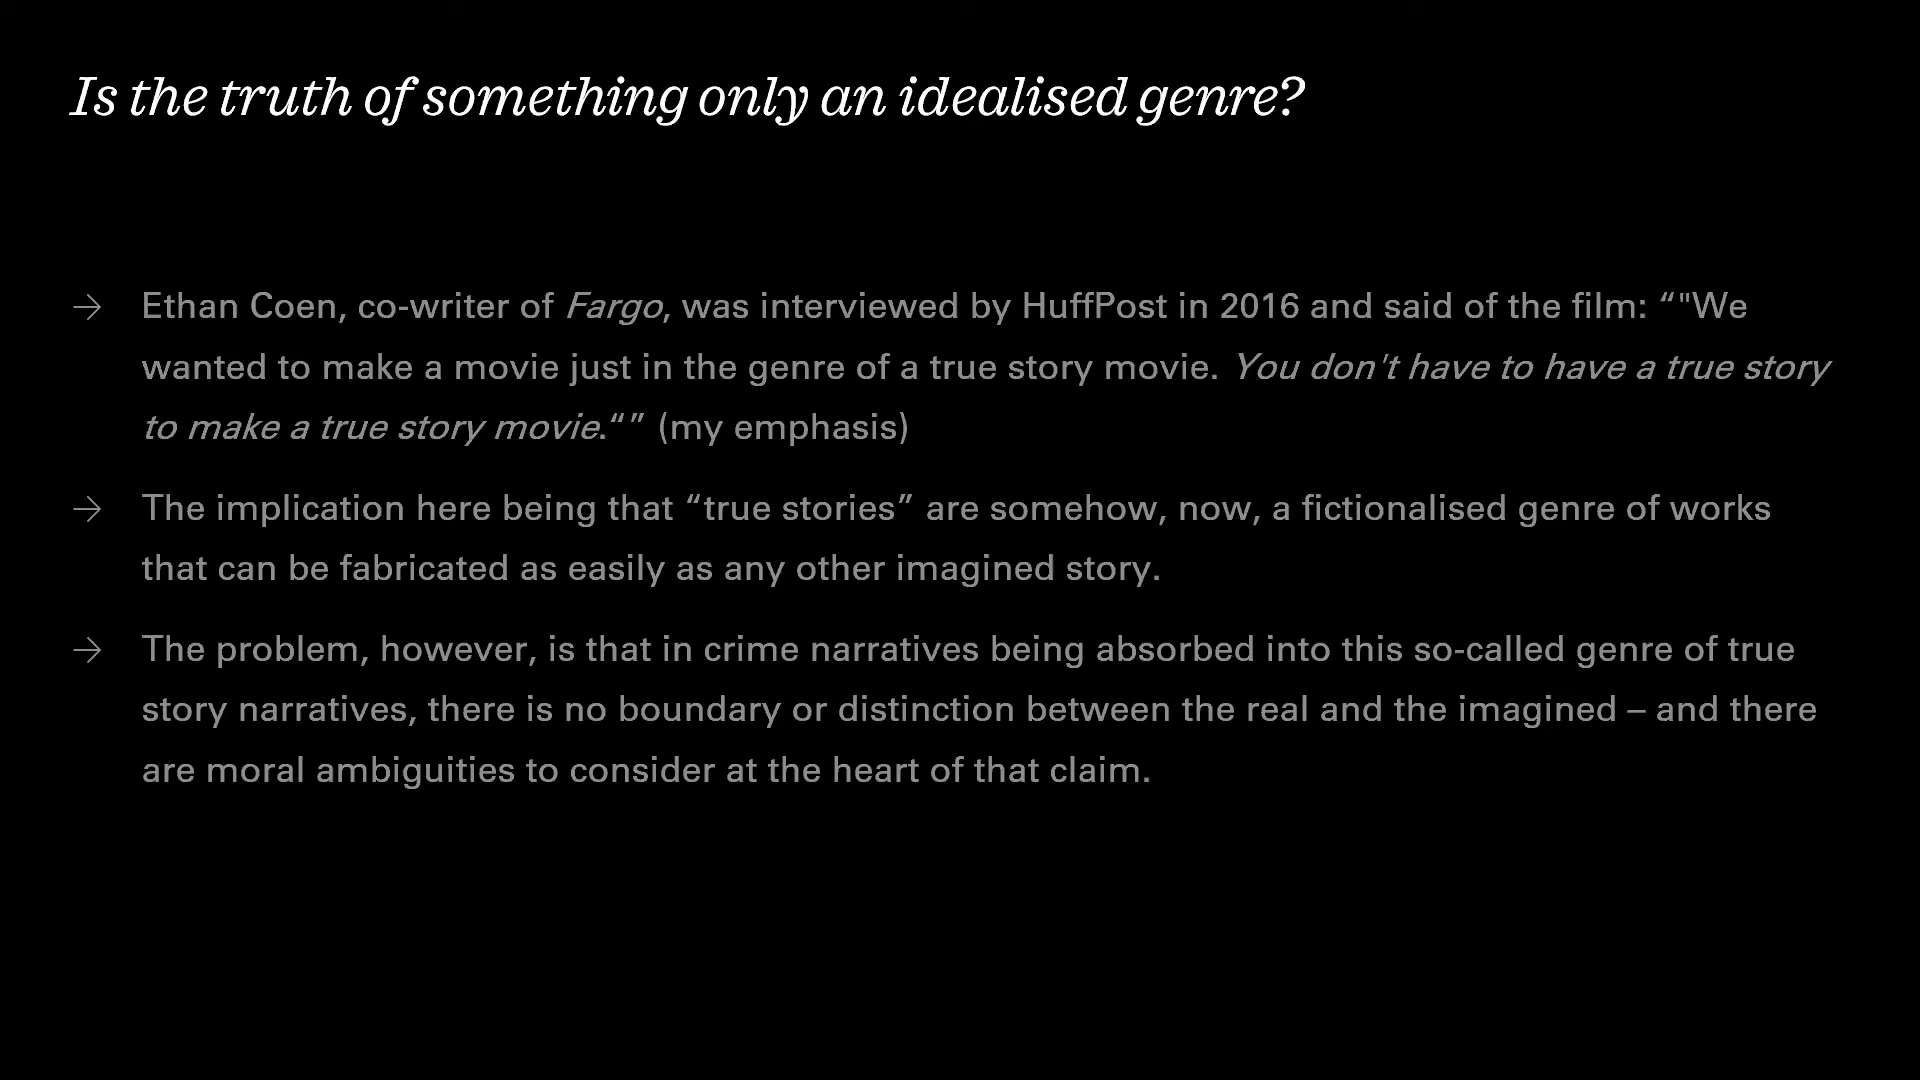 Is the truth of something only an idealised genre?
→ Ethan Coen, co-writer of Fargo, was interviewed by HuffPost in 2016 and said of the film: “"We
wanted to make a movie just in the genre of a true story movie. You don't have to have a true story
to make a true story movie.“” (my emphasis)
→ The implication here being that “true stories” are somehow, now, a fictionalised genre of works
that can be fabricated as easily as any other imagined story.
→ The problem, however, is that in crime narratives being absorbed into this so-called genre of true
story narratives, there is no boundary or distinction between the real and the imagined – and there
are moral ambiguities to consider at the heart of that claim.